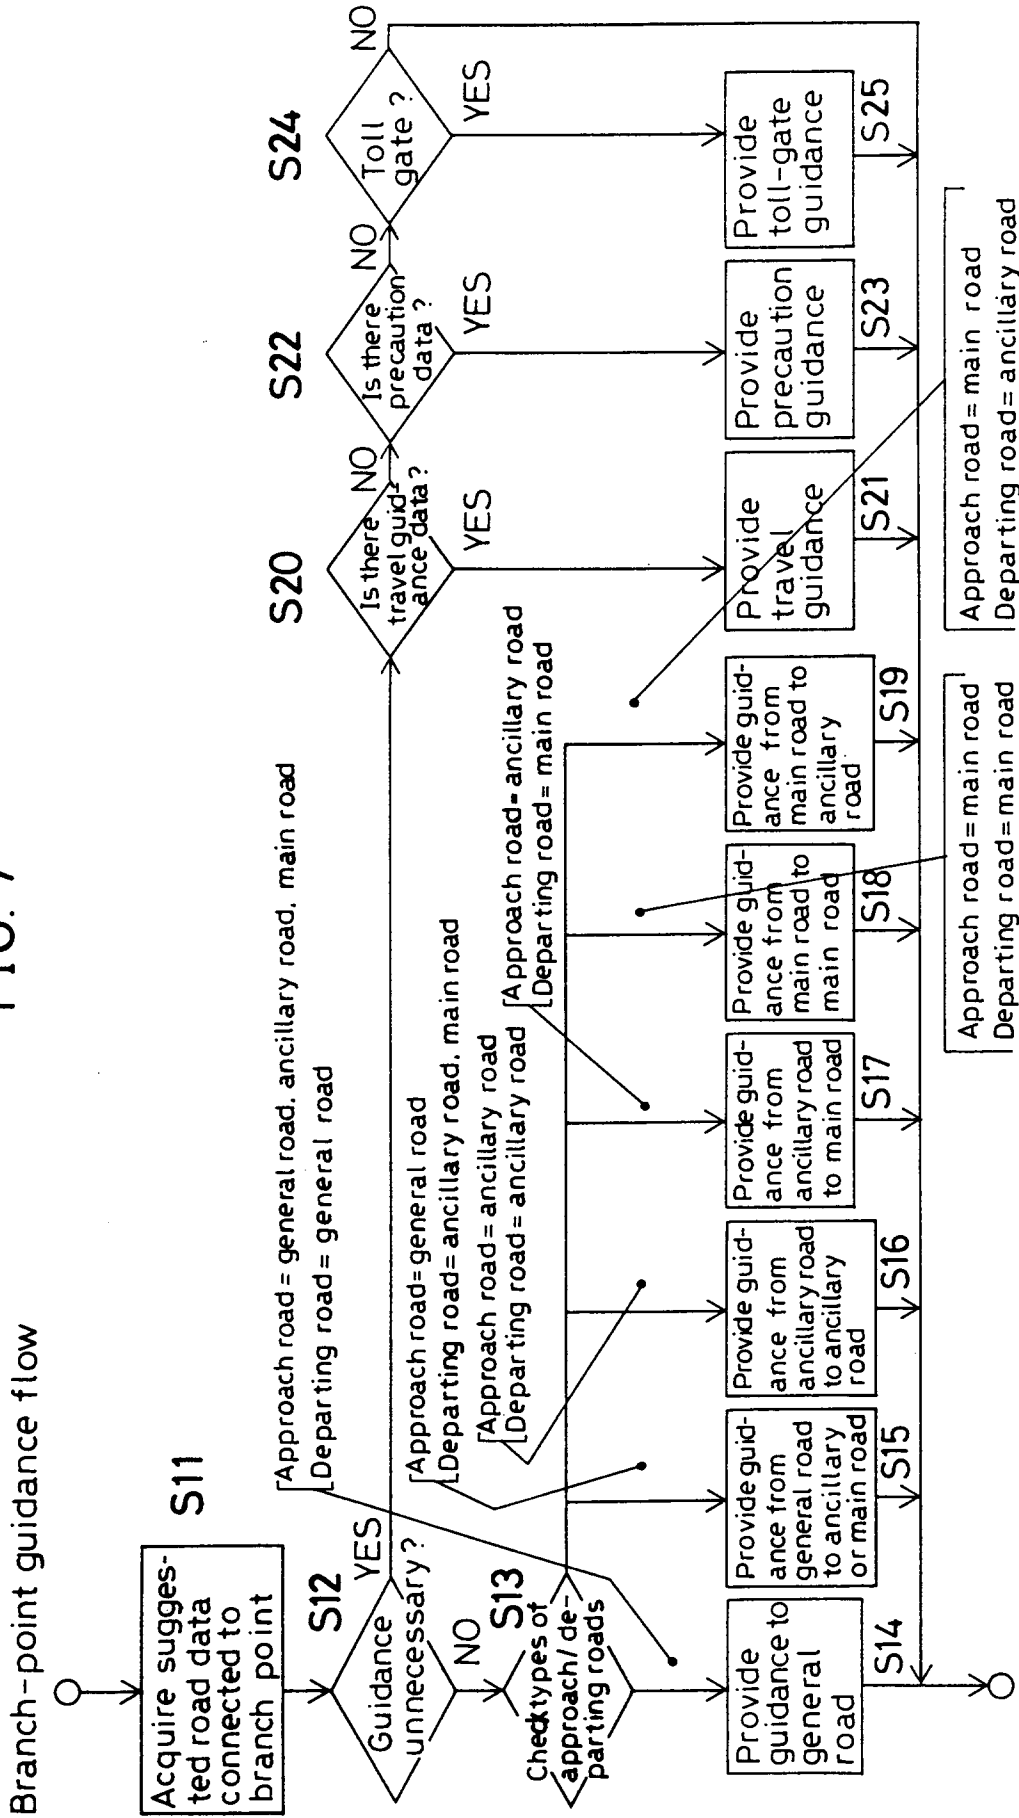 FIG. 7
Branch-point guidance flow
Acquire sugges-
ted road data
connected to
branch point
S11
S12
Guidance
unnecessary?
YES
NO
S13
Check types of
approach/de-
parting roads
Approach road=general road, ancillary road, main road
Departing road=general road
Approach road=general road
Departing road=ancillary road, main road
Approach road=ancillary road
Departing road=ancillary road
Approach road=ancillary road
Departing road=main road
S20
Is there
travel guid-
ance data?
NO
YES
S22
Is there
precaution
data?
NO
YES
S24
Toll
gate?
NO
YES
Provide
guidance to
general
road
S14
Provide guid-
ance from
general road
to ancillary
or main road
S15
Provide guid-
ance from
ancillary road
to ancillary
road
S16
Provide guid-
ance from
ancillary road
to main road
S17
Provide guid-
ance from
main road to
main road
S18
Provide guid-
ance from
main road to
ancillary
road
S19
Provide
travel
guidance
S21
Provide
precaution
guidance
S23
Provide
toll-gate
guidance
S25
Approach road=main road
Departing road=main road
Approach road=main road
Departing road=ancillary road